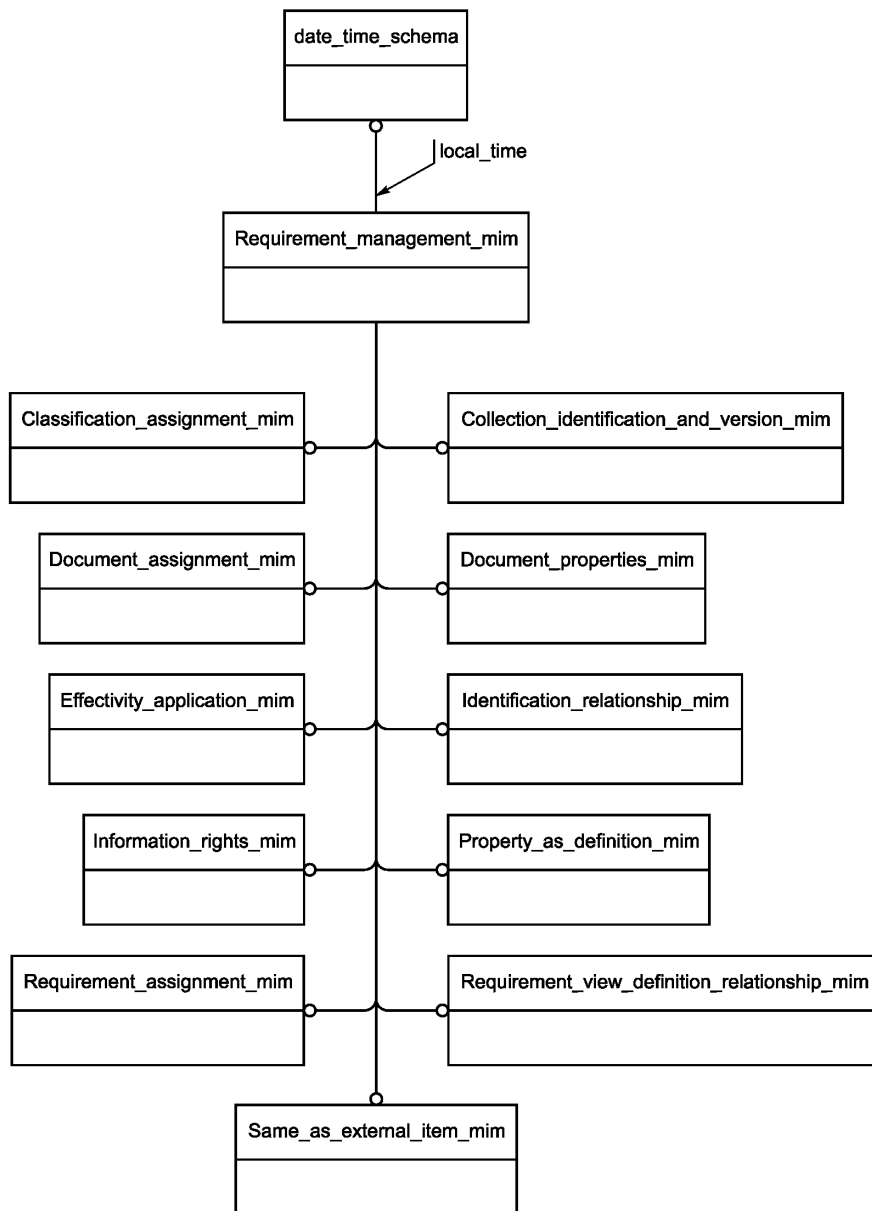 date_time_schema
local_time
Requirement_management_mim
Classification_assignment_mim
Collection_identification_and_version_mim
Document_assignment_mim
Document_properties_mim
Effectivity_application_mim
Identification_relationship_mim
Information_rights_mim
Property_as_definition_mim
Requirement_assignment_mim
Requirement_view_definition_relationship_mim
Same_as_external_item_mim